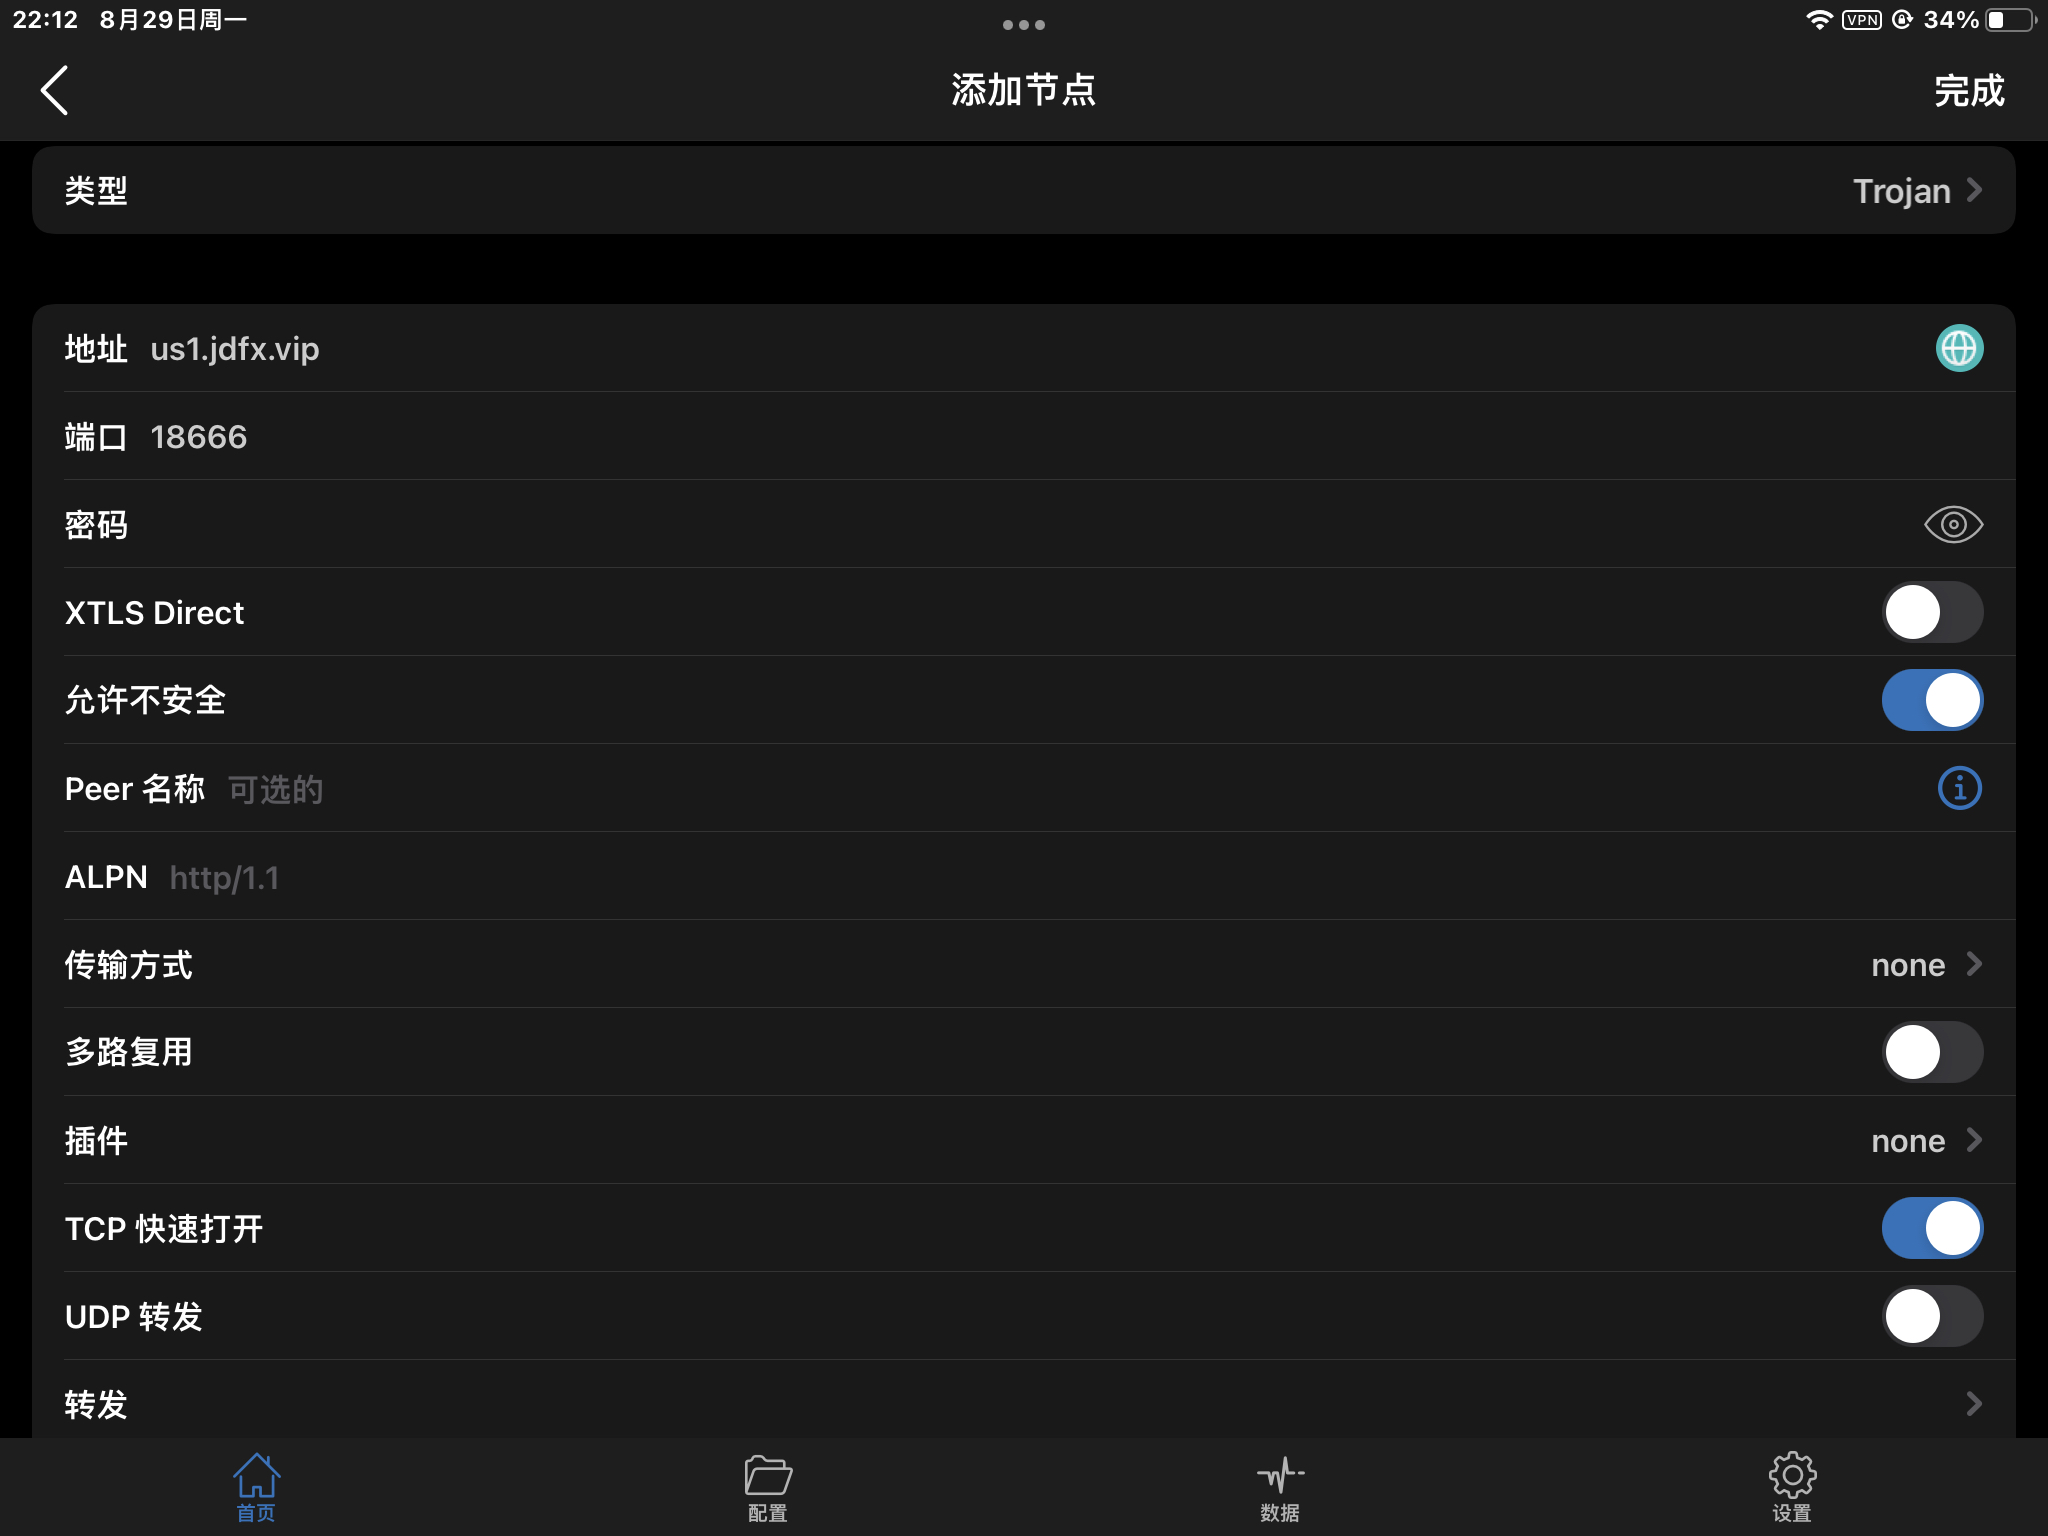 22:12 8月29日周一
VPN 34%
添加节点
完成
类型 Trojan
地址 us1.jdfx.vip
端口 18666
密码
XTLS Direct
允许不安全
Peer 名称 可选的
ALPN http/1.1
传输方式 none
多路复用
插件 none
TCP 快速打开
UDP 转发
转发
首页 配置 数据 设置